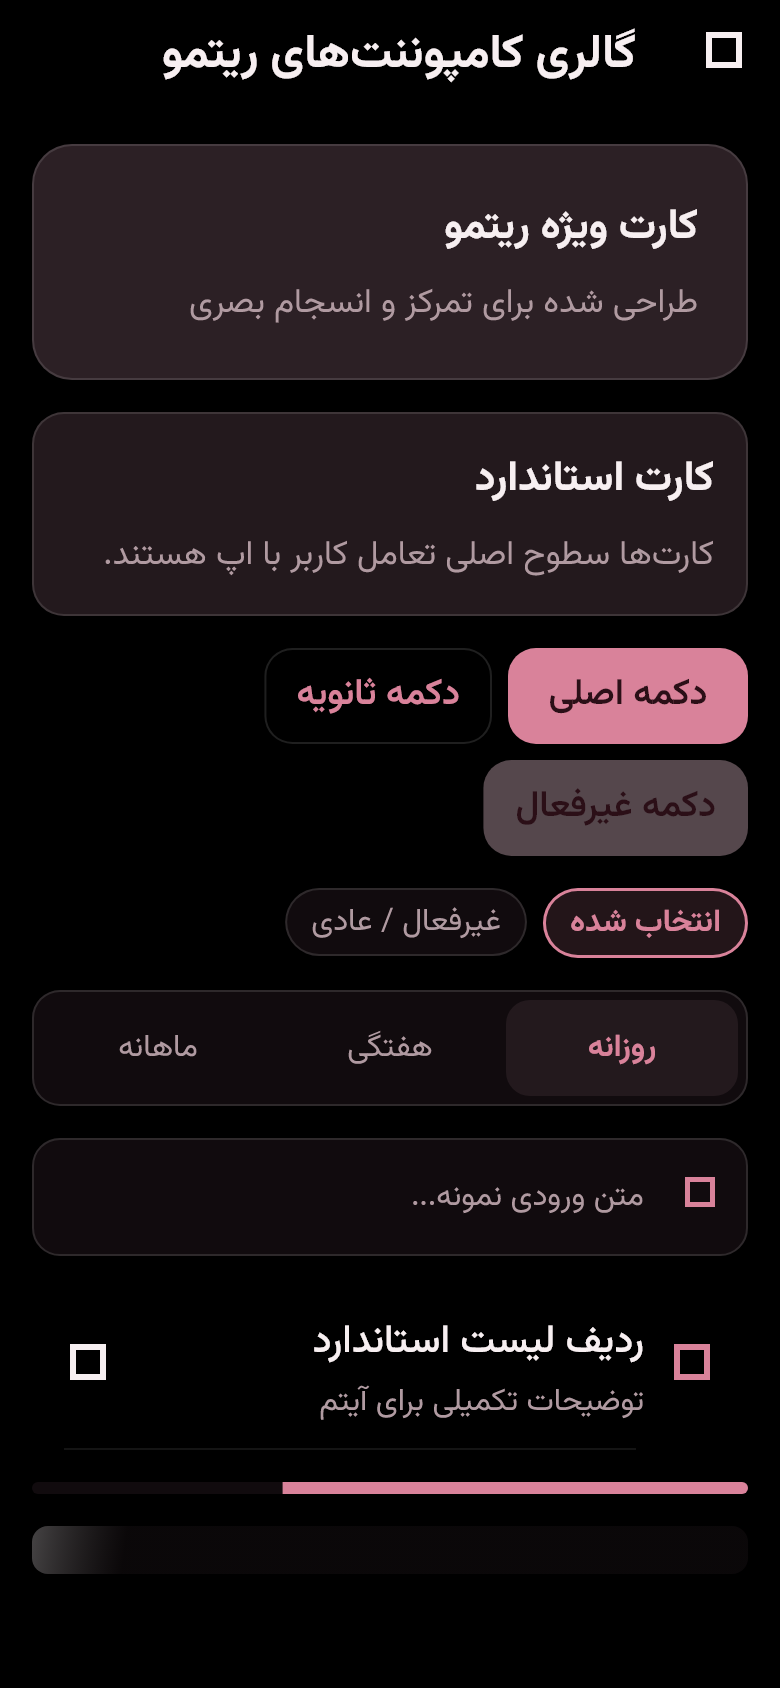 گالری کامپوننت‌های ریتمو
کارت ویژه ریتمو
طراحی شده برای تمرکز و انسجام بصری
کارت استاندارد
کارت‌ها سطوح اصلی تعامل کاربر با اپ هستند.
دکمه اصلی
دکمه ثانویه
دکمه غیرفعال
انتخاب شده
غیرفعال / عادی
روزانه
هفتگی
ماهانه
متن ورودی نمونه...
ردیف لیست استاندارد
توضیحات تکمیلی برای آیتم